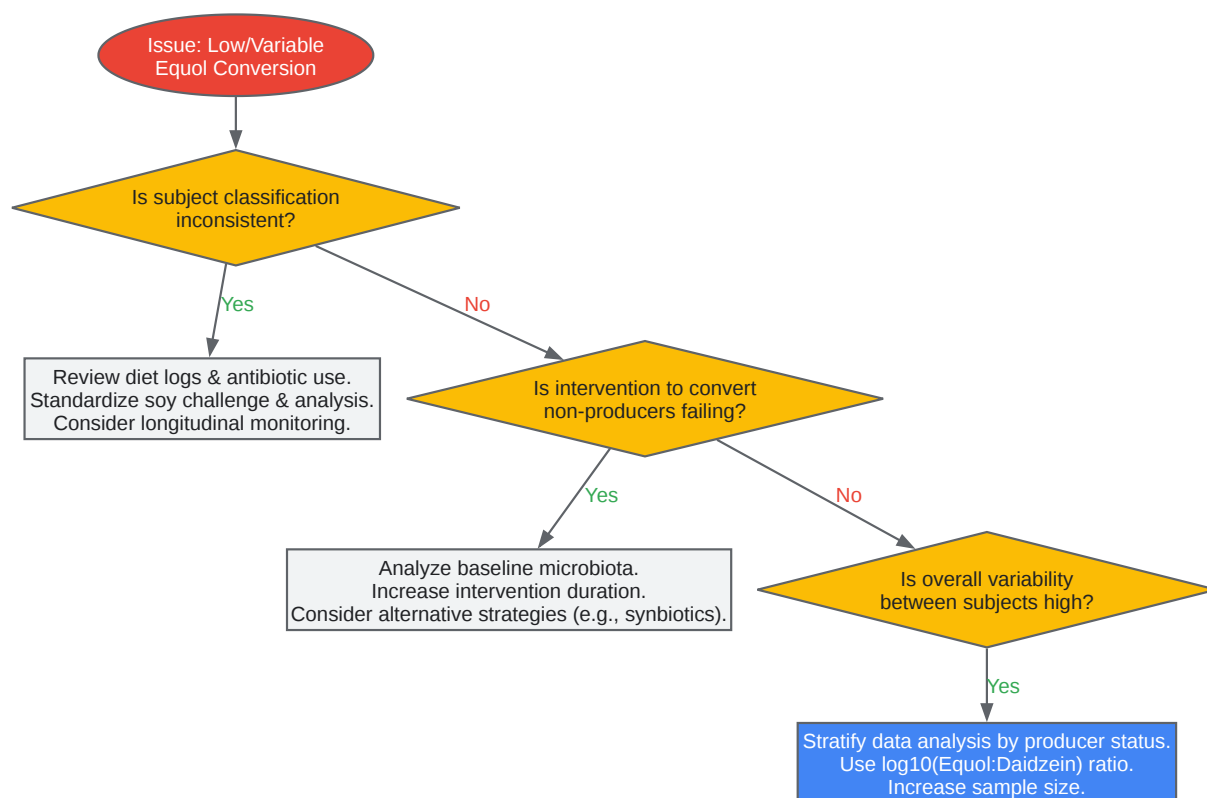 Issue: Low/Variable
Equol Conversion
Is subject classification
inconsistent?
Yes
No
Review diet logs & antibiotic use.
Standardize soy challenge & analysis.
Consider longitudinal monitoring.
Is intervention to convert
non-producers failing?
Yes
No
Analyze baseline microbiota.
Increase intervention duration.
Consider alternative strategies (e.g., synbiotics).
Is overall variability
between subjects high?
Yes
Stratify data analysis by producer status.
Use log10(Equol:Daidzein) ratio.
Increase sample size.